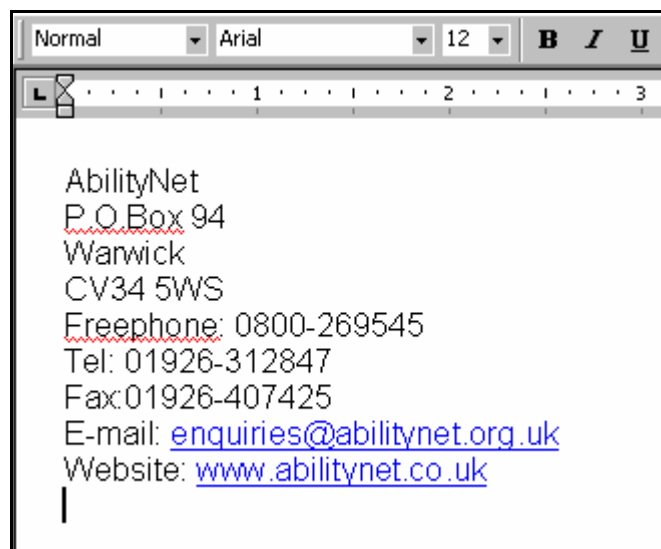 Normal Arial 12 B I U
L 1 2 3
AbilityNet
P.O.Box 94
Warwick
CV34 5WS
Freephone: 0800-269545
Tel: 01926-312847
Fax:01926-407425
E-mail: enquiries@abilitynet.org.uk
Website: www.abilitynet.co.uk